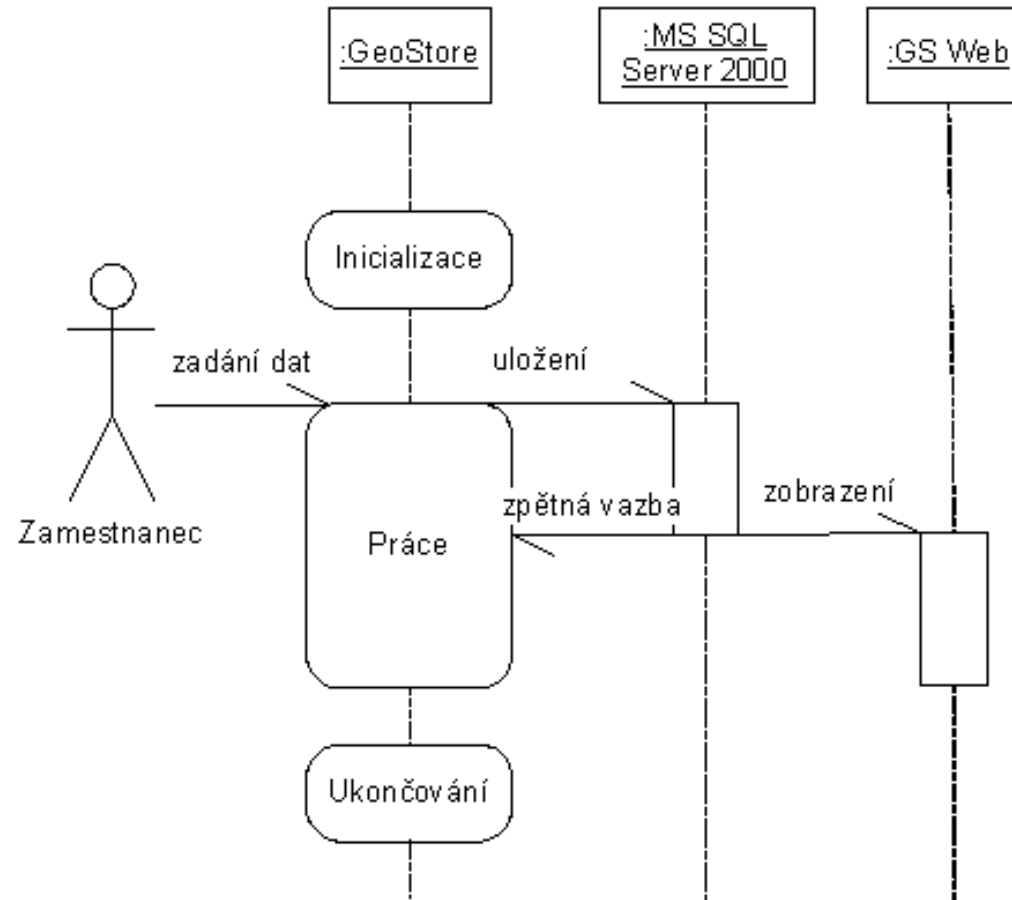 :GeoStore
:MS SQL
Server 2000
:GS Web
Inicializace
zadání dat
uložení
Zamestnanec
Práce
zpětná vazba
zobrazení
Ukončování